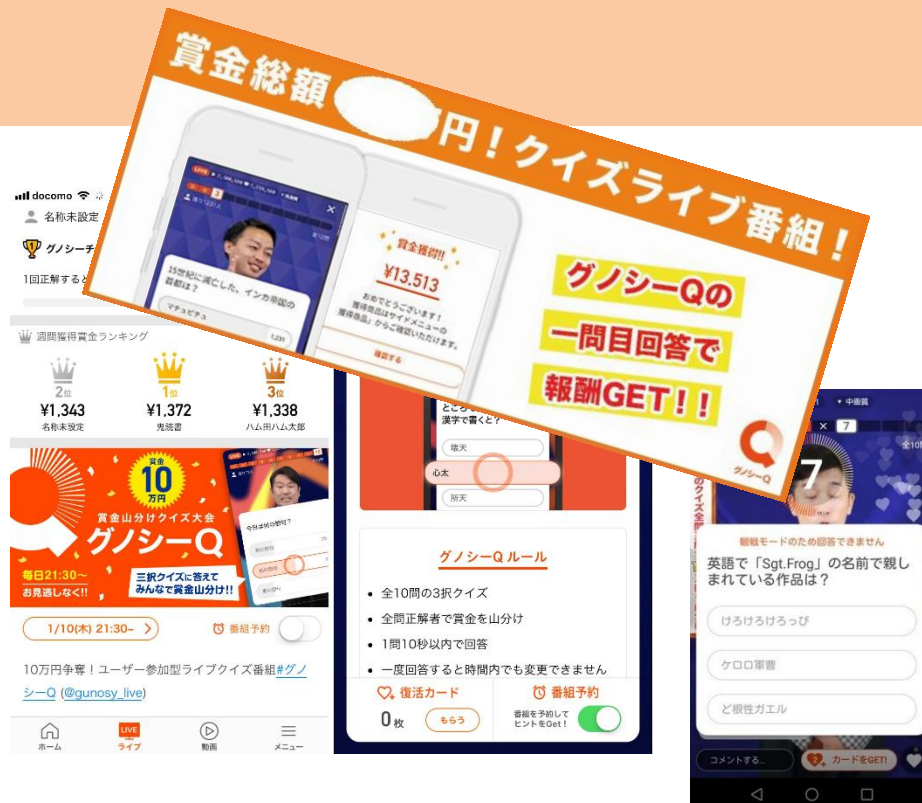 賞金総額
円！クイズライブ番組！
LIVE
15世紀に滅亡した、インカ帝国の
首都は？
マチュピチュ
賞金獲得!!
¥13,513
おめでとうございます！
獲得商品はサイドメニューの
獲得商品」からご確認いただけます。
確認する
グノシーQの
一問目回答で
報酬GET！！
グノシーQ
docomo
名称未設定
グノシーチ
1回正解すると
週間獲得賞金ランキング
2位
1位
3位
¥1,343
¥1,372
¥1,338
名称未設定
鬼読書
ハム田ハム太郎
賞金
10
万円
賞金山分けクイズ大会
グノシーQ
毎日21:30～
お見逃しなく!!
三択クイズに答えて
みんなで賞金山分け!!
1/10(木) 21:30~
番組予約
10万円争奪！ユーザー参加型ライブクイズ番組#グノ
シーQ (@gunosy_live)
ホーム
LIVE
ライブ
動画
メニュー
漢字で書くと？
心太
所天
グノシーQ ルール
• 全10問の3択クイズ
• 全問正解者で賞金を山分け
• 1問10秒以内で回答
• 一度回答すると時間内でも変更できません
復活カード
0枚
もらう
番組予約
番組を予約して
ヒントをGet！
中画質
× 7
全10
7
観戦モードのため回答できません
英語で「Sgt.Frog」の名前で親し
まれている作品は？
けろけろけろっぴ
ケロロ軍曹
ど根性ガエル
コメントする..
カードをGET!